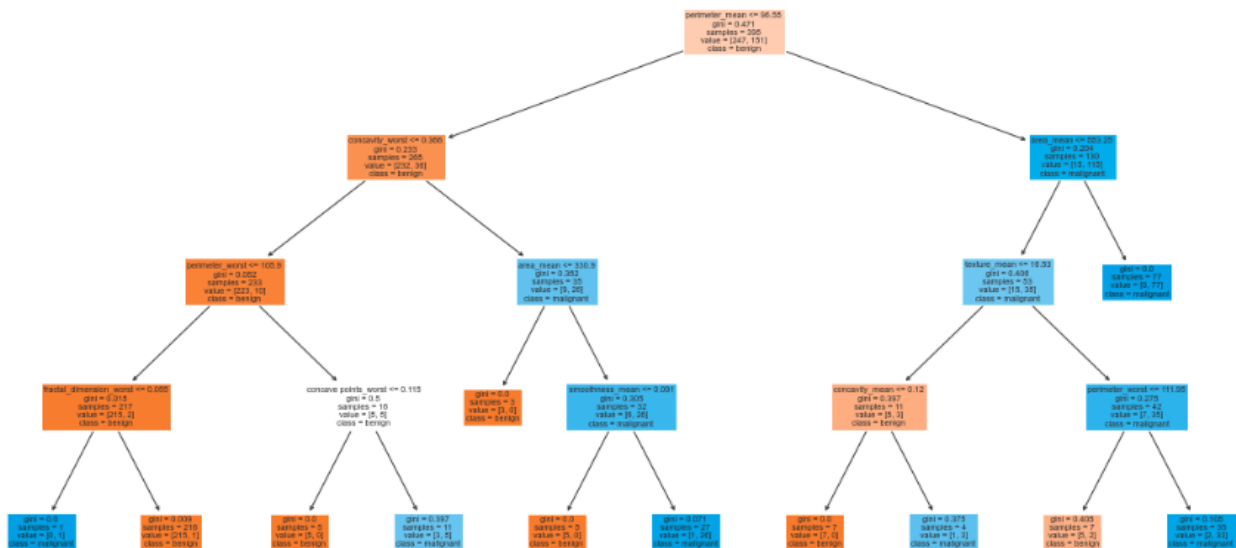 perimeter_mean <= 96.55
gini = 0.471
samples = 398
value = [247, 151]
class = benign
concavity_worst <=
gini = 0.233
samples = 268
value = [232, 36]
class = benign
area_mean <=
gini = 0.204
samples = 130
value = [15, 115]
class = malignant
perimeter_worst <= 105.9
gini = 0.082
samples = 233
value = [223, 10]
class = benign
area_mean <= 330.9
gini = 0.382
samples = 35
value = [9, 26]
class = malignant
texture_mean <=
gini = 0.406
samples = 53
value = [15, 38]
class = malignant
gini = 0.0
samples = 77
value = [0, 77]
class = malignant
fractal_dimension_worst <=
gini = 0.018
samples = 217
value = [215, 2]
class = benign
concave points_worst <= 0.115
gini = 0.5
samples = 16
value = [8, 8]
class = benign
gini = 0.0
samples = 3
value = [3, 0]
class = benign
smoothness_mean <= 0.091
gini = 0.305
samples = 32
value = [6, 26]
class = malignant
concavity_mean <= 0.12
gini = 0.397
samples = 11
value = [8, 3]
class = benign
perimeter_worst <= 111.95
gini = 0.278
samples = 42
value = [7, 35]
class = malignant
gini = 0.0
samples = 1
value = [0, 1]
class = malignant
gini = 0.009
samples = 216
value = [215, 1]
class = benign
gini = 0.0
samples = 5
value = [5, 0]
class = benign
gini = 0.397
samples = 11
value = [3, 8]
class = malignant
gini = 0.0
samples = 5
value = [5, 0]
class = benign
gini = 0.071
samples = 27
value = [1, 26]
class = malignant
gini = 0.0
samples = 7
value = [7, 0]
class = benign
gini = 0.375
samples = 4
value = [1, 3]
class = malignant
gini = 0.408
samples = 7
value = [5, 2]
class = benign
gini = 0.108
samples = 35
value = [2, 33]
class = malignant